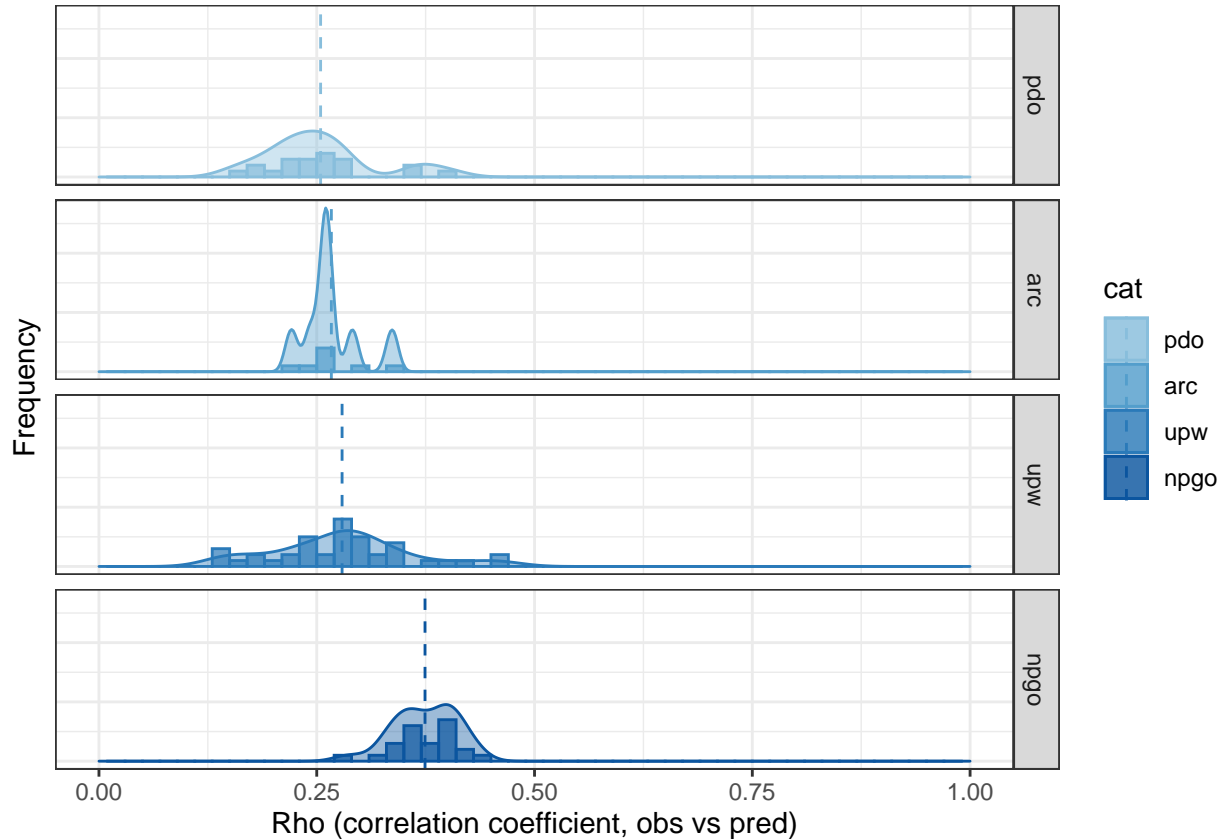 pdo
arc
upw
npgo
Frequency
0.00 0.25 0.50 0.75 1.00
Rho (correlation coefficient, obs vs pred)
cat
pdo
arc
upw
npgo